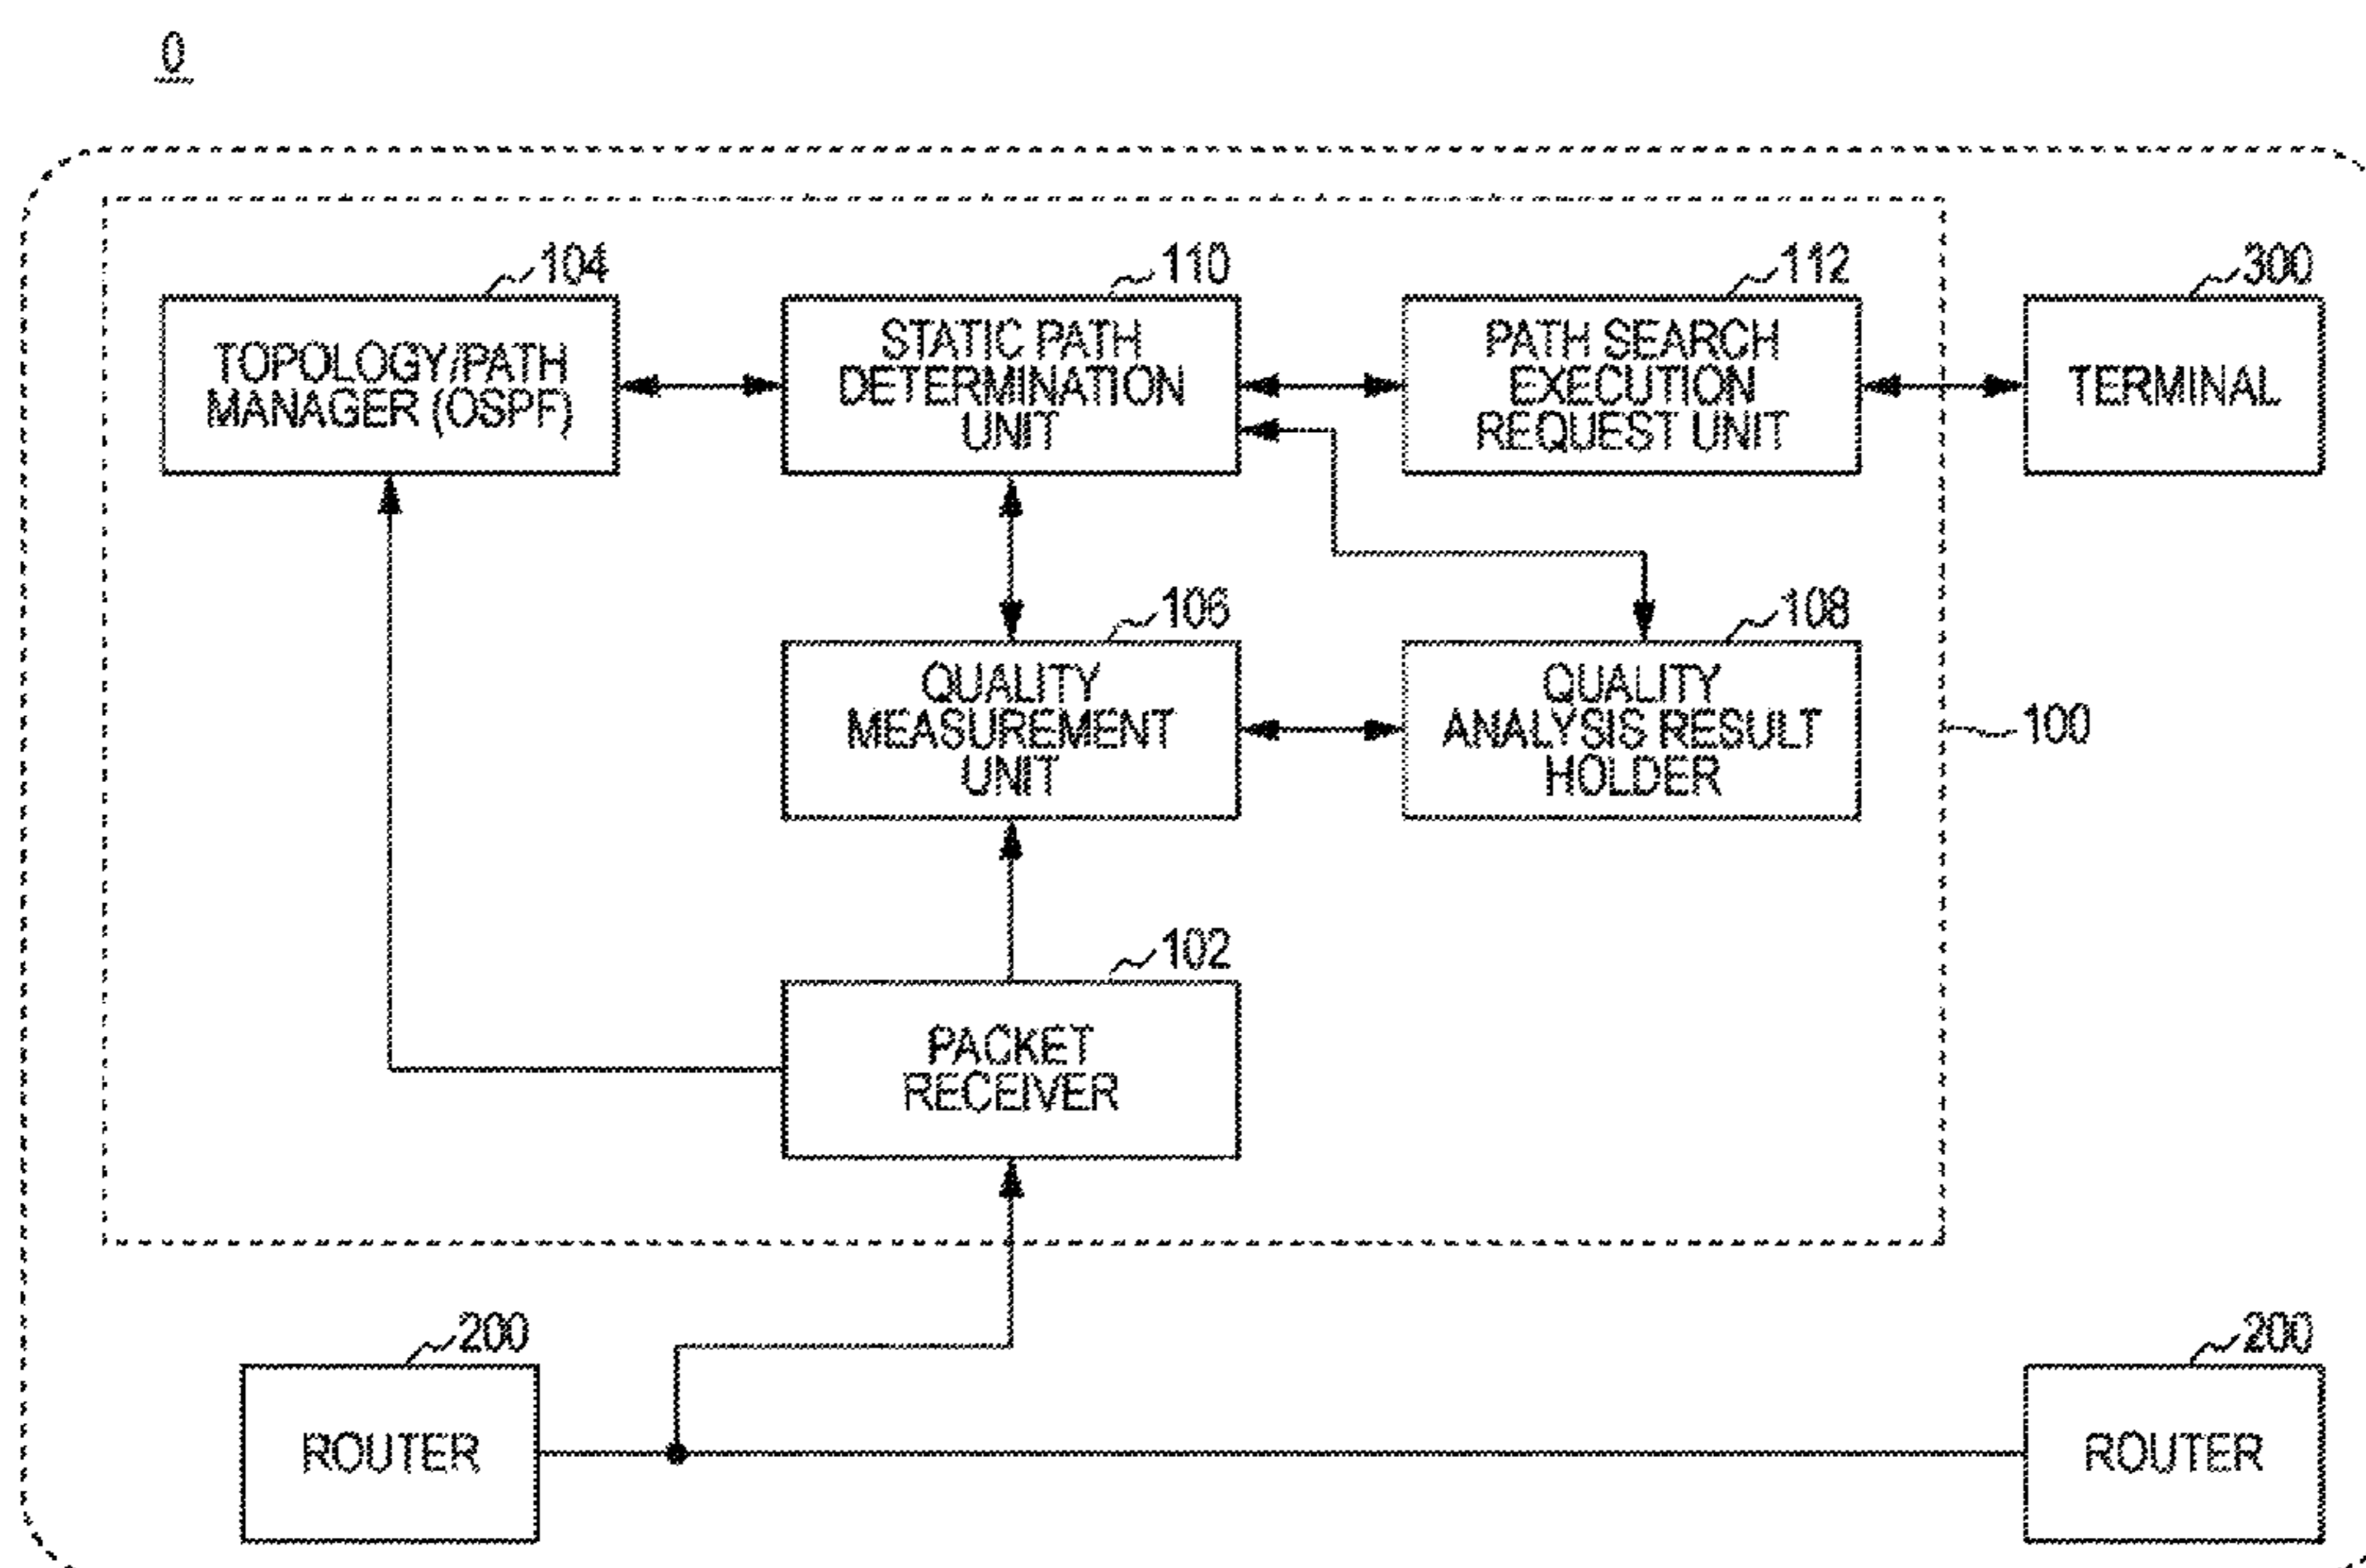 0
104
110
112
300
TOPOLOGY/PATH
MANAGER (OSPF)
STATIC PATH
DETERMINATION
UNIT
PATH SEARCH
EXECUTION
REQUEST UNIT
TERMINAL
106
108
QUALITY
MEASUREMENT
UNIT
QUALITY
ANALYSIS RESULT
HOLDER
100
102
PACKET
RECEIVER
200
200
ROUTER
ROUTER